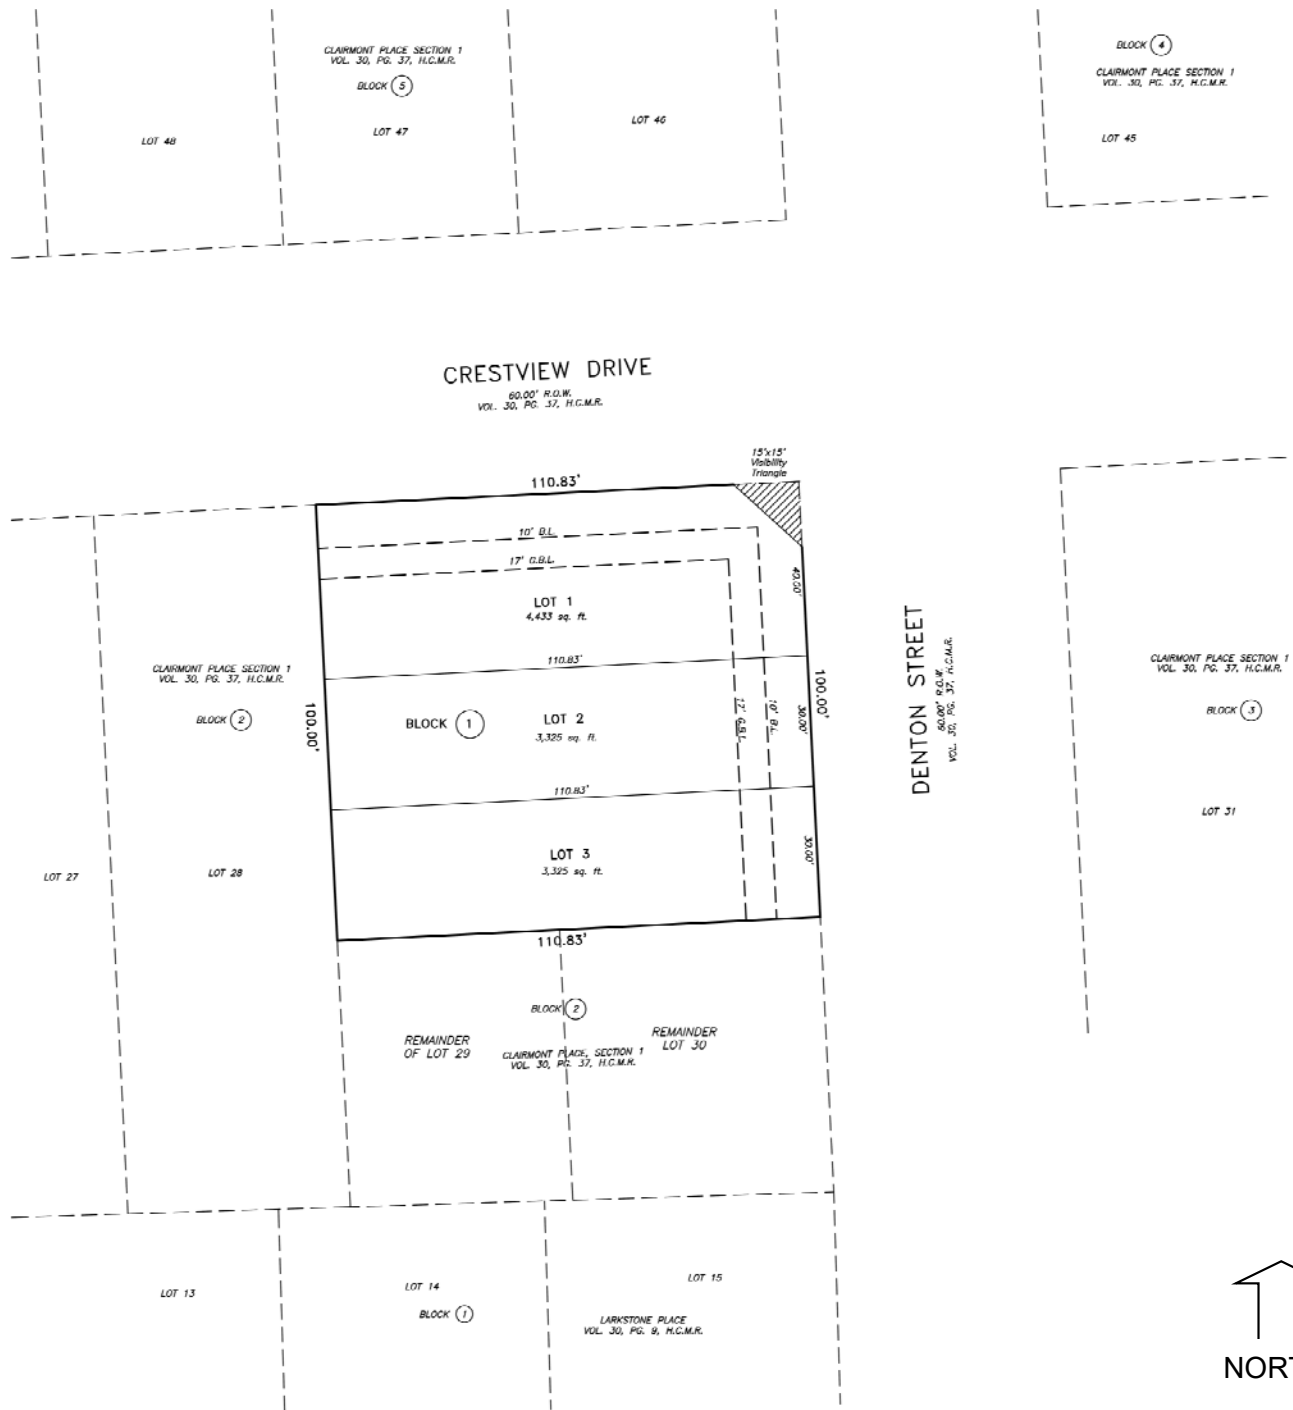 CLAIRMONT PLACE SECTION 1
VOL. 30, PG. 37, H.C.M.R.
BLOCK 5
LOT 48
LOT 47
LOT 46
BLOCK 4
CLAIRMONT PLACE SECTION 1
VOL. 30, PG. 37, H.C.M.R.
LOT 45
CRESTVIEW DRIVE
60.00' R.O.W.
VOL. 30, PG. 37, H.C.M.R.
15'x15'
Visibility
Triangle
110.83'
10' B.L.
17' G.B.L.
LOT 1
4,433 sq. ft.
40.00'
110.83'
CLAIRMONT PLACE SECTION 1
VOL. 30, PG. 37, H.C.M.R.
BLOCK 2
100.00'
BLOCK 1
LOT 2
3,325 sq. ft.
17' G.B.L.
10' B.L.
30.00'
100.00'
DENTON STREET
60.00' R.O.W.
VOL. 30, PG. 37, H.C.M.R.
CLAIRMONT PLACE SECTION 1
VOL. 30, PG. 37, H.C.M.R.
BLOCK 3
LOT 31
110.83'
LOT 3
3,325 sq. ft.
30.00'
LOT 27
LOT 28
110.83'
BLOCK 2
REMAINDER
OF LOT 29
REMAINDER
LOT 30
CLAIRMONT PLACE, SECTION 1
VOL. 30, PG. 37, H.C.M.R.
LOT 13
LOT 14
BLOCK 1
LOT 15
LARKSTONE PLACE
VOL. 30, PG. 9, H.C.M.R.
NORT